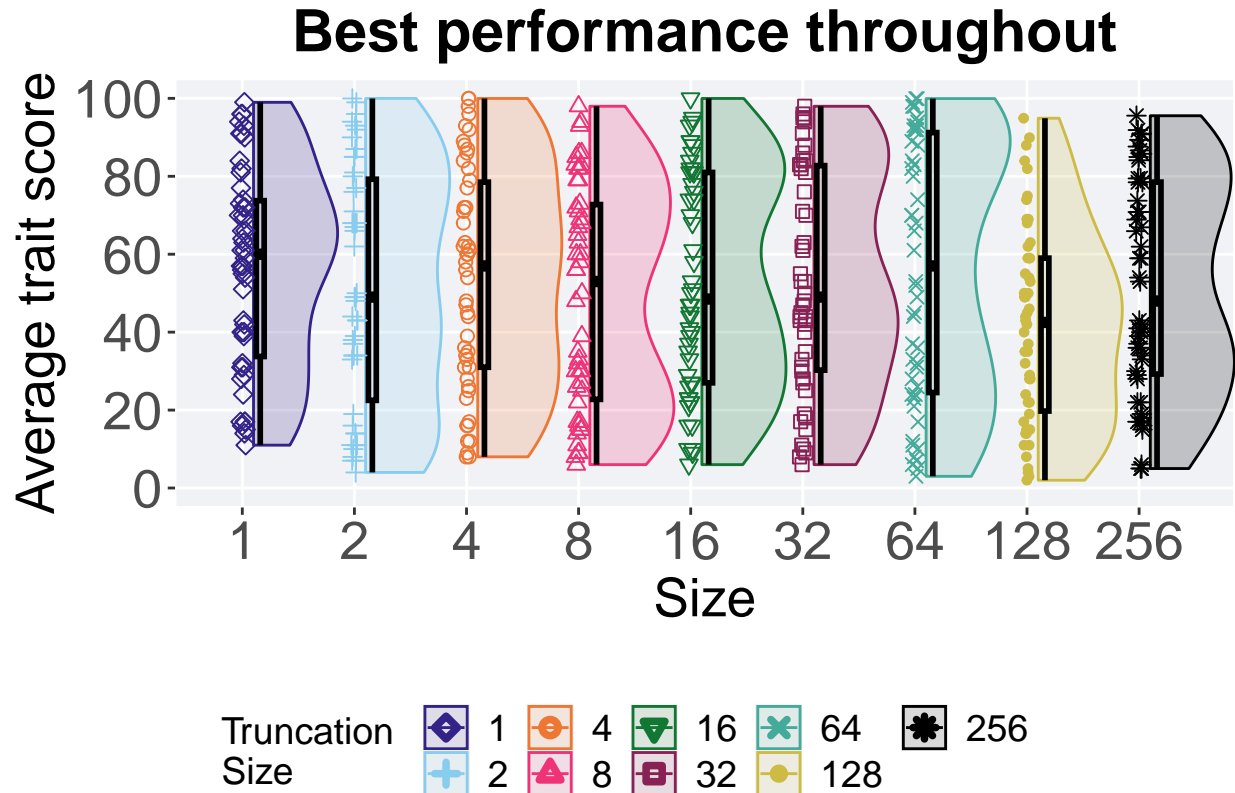 Best performance throughout
Average trait score
100
80
60
40
20
0
1 2 4 8 16 32 64 128 256
Size
Truncation Size
1 4 16 64 256
2 8 32 128